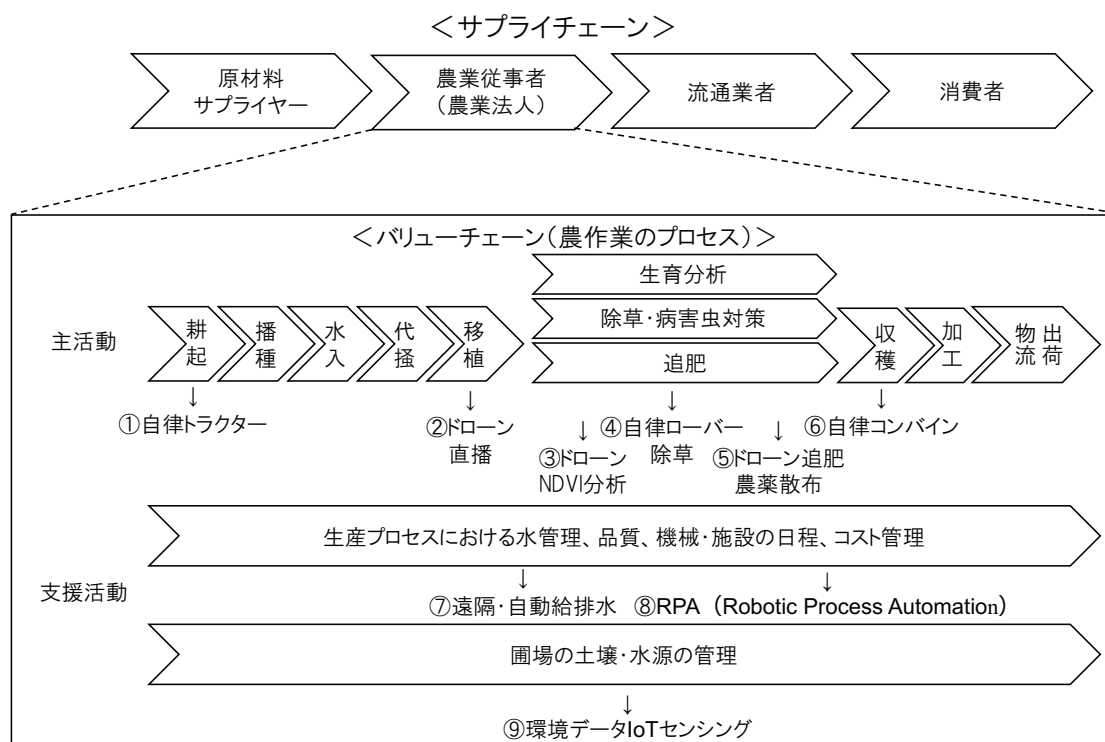 ＜サプライチェーン＞
原材料
サプライヤー
農業従事者
（農業法人）
流通業者
消費者
＜バリューチェーン（農作業のプロセス）＞
主活動
耕起
播種
水入
代掻
移植
生育分析
除草・病害虫対策
追肥
収穫
加工
物流
出荷
①自律トラクター
②ドローン
直播
③ドローン
NDVI分析
④自律ローバー
除草
⑤ドローン追肥
農薬散布
⑥自律コンバイン
支援活動
生産プロセスにおける水管理、品質、機械・施設の日程、コスト管理
⑦遠隔・自動給排水
⑧RPA（Robotic Process Automation）
圃場の土壌・水源の管理
⑨環境データIoTセンシング